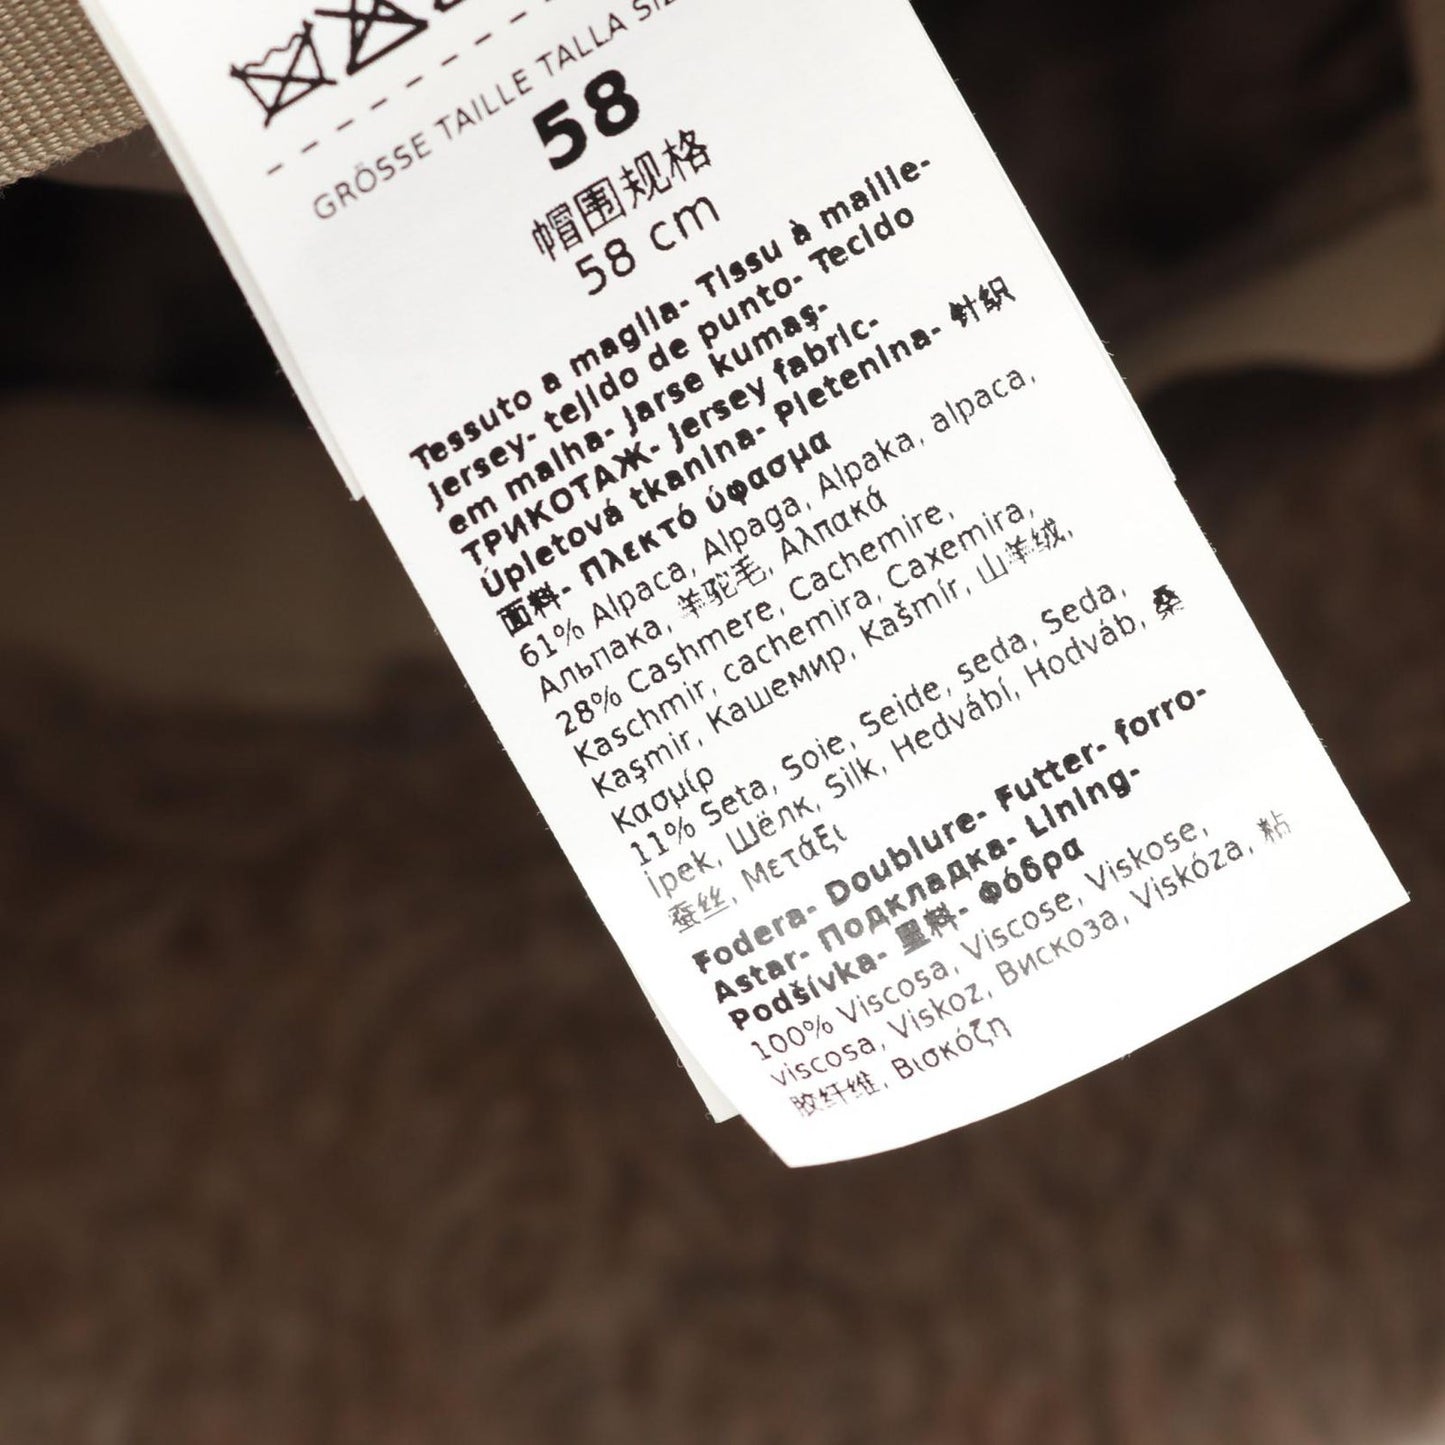 GRÖSSE TAILLE TALLA
58
帽围规格
58 cm
Tessuto a maglia- Tissu à maille-
Jersey- tejido de punto- Tecido
em malha- Jarse kumaş-
ТРИКОТАЖ- Jersey fabric-
Úpletová tkanina- Pletenina- 针织
面料- Πλεκτό ύφασμα
61% Alpaca, Alpaga, Alpaka, alpaca,
Альпака, 羊驼毛, Αλπακά
28% Cashmere, Cachemire,
Kaschmir, cachemira, Caxemira,
Kaşmir, Кашемир, Kašmír, 山羊绒,
Κασμίρ
11% Seta, Soie, Seide, seda, Seda,
İpek, Шёлк, Silk, Hedvábí, Hodváb, 桑
蚕丝, Μετάξι
Fodera- Doublure- Futter- forro-
Astar- Подкладка- Lining-
Podšívka- 里料- Φόδρα
100% Viscosa, Viscose, Viskose,
viscosa, Viskoz, Вискоза, Viskóza, 粘
胶纤维, Βισκόζη